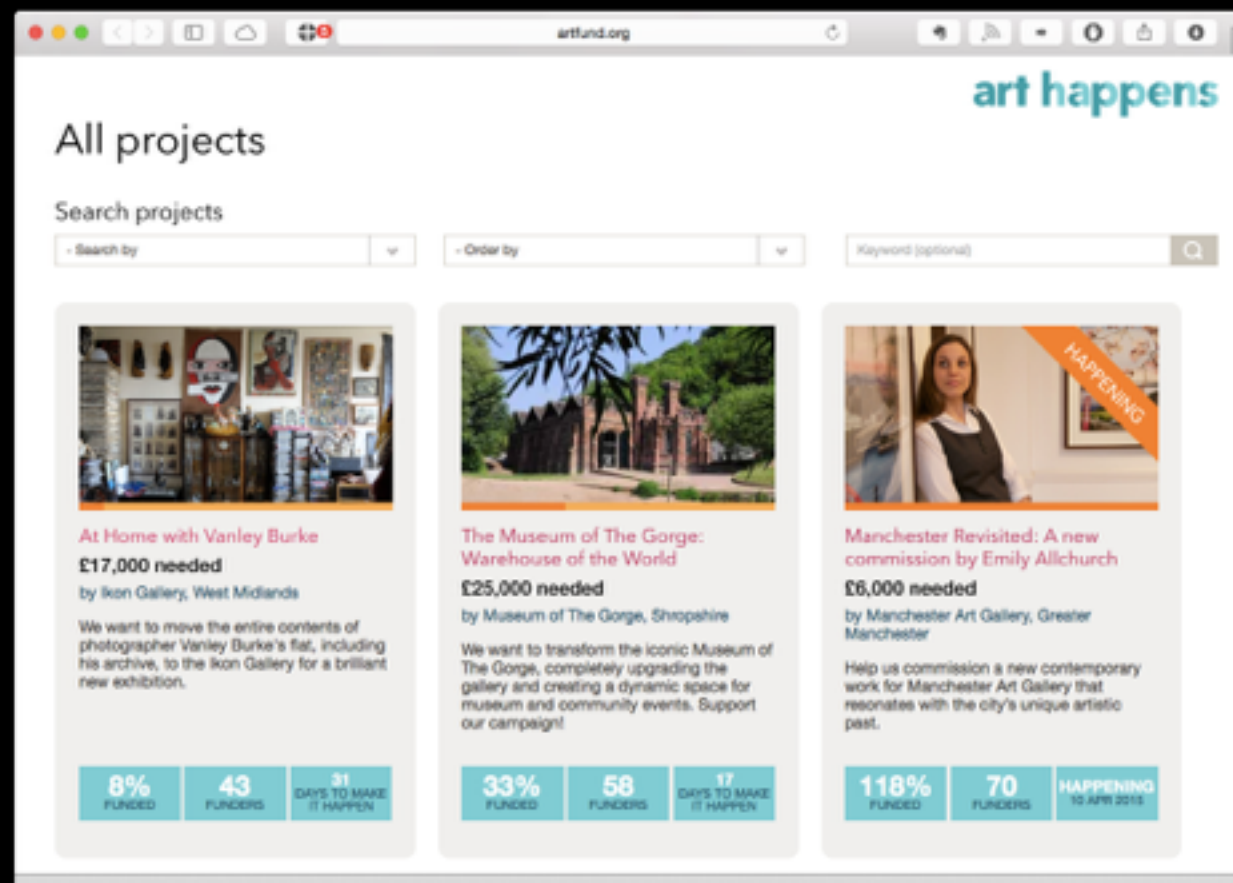 artfund.org
art happens
All projects
Search projects
- Search by
- Order by
Keyword (optional)
HAPPENING
At Home with Vanley Burke
£17,000 needed
by Ikon Gallery, West Midlands
We want to move the entire contents of
photographer Vanley Burke's flat, including
his archive, to the Ikon Gallery for a brilliant
new exhibition.
8%
FUNDED
43
FUNDERS
31
DAYS TO MAKE
IT HAPPEN
The Museum of The Gorge:
Warehouse of the World
£25,000 needed
by Museum of The Gorge, Shropshire
We want to transform the iconic Museum of
The Gorge, completely upgrading the
gallery and creating a dynamic space for
museum and community events. Support
our campaign!
33%
FUNDED
58
FUNDERS
17
DAYS TO MAKE
IT HAPPEN
Manchester Revisited: A new
commission by Emily Allchurch
£6,000 needed
by Manchester Art Gallery, Greater
Manchester
Help us commission a new contemporary
work for Manchester Art Gallery that
resonates with the city's unique artistic
past.
118%
FUNDED
70
FUNDERS
HAPPENING
10 APR 2015